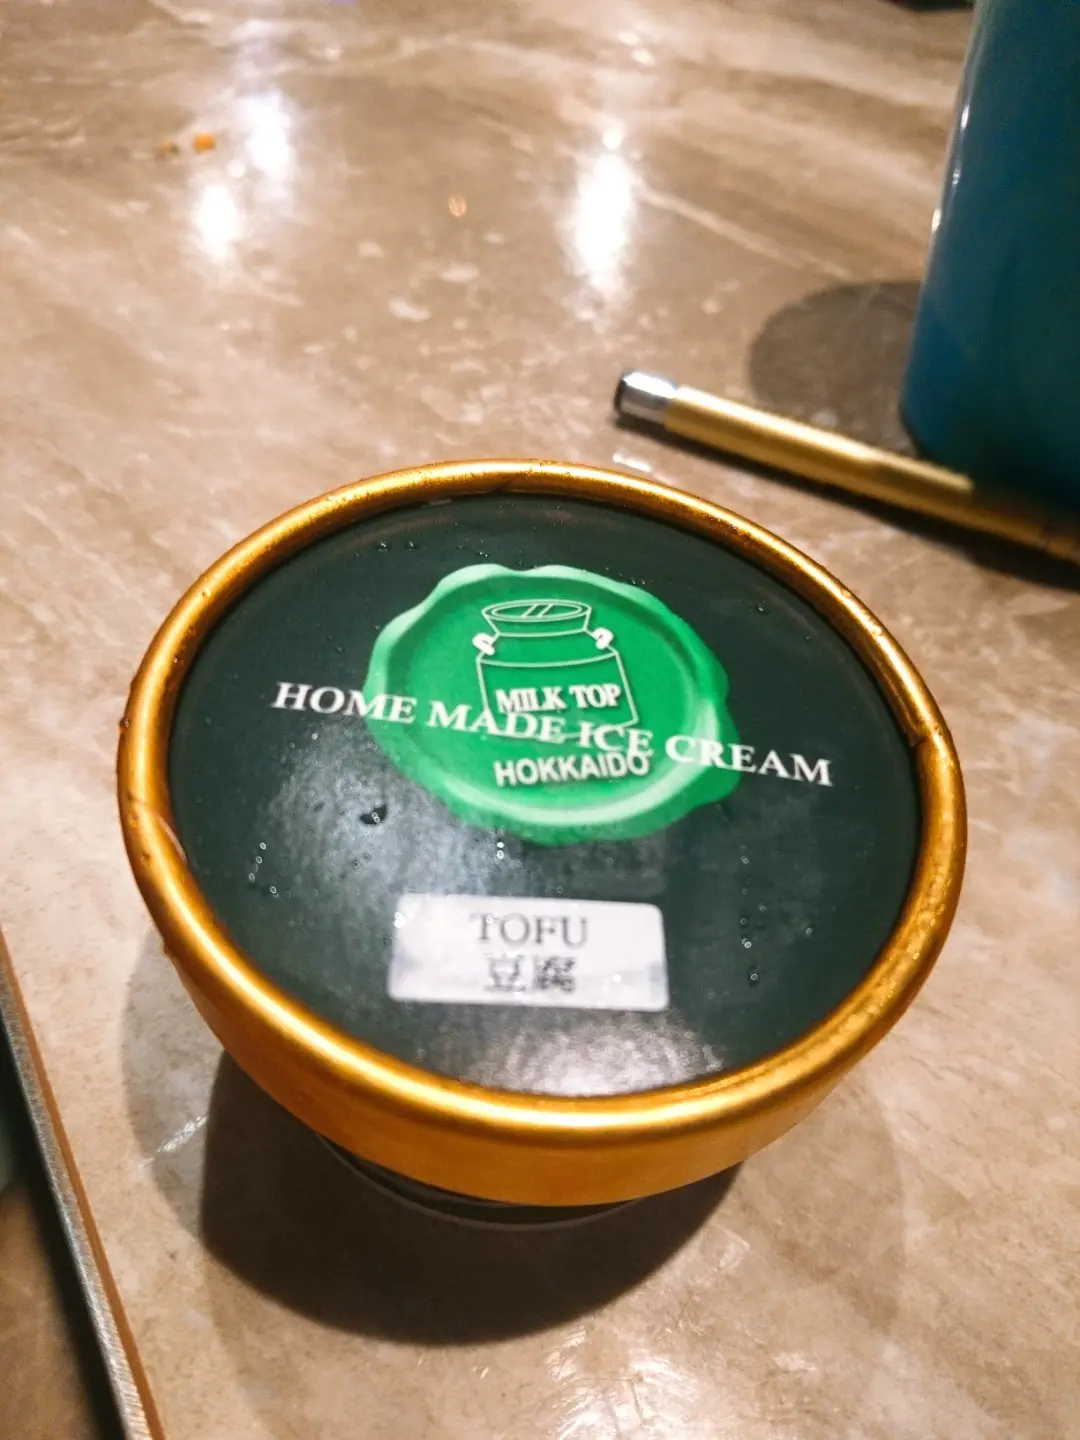 MILK TOP
HOME MADE ICE CREAM
HOKKAIDO
TOFU
豆腐